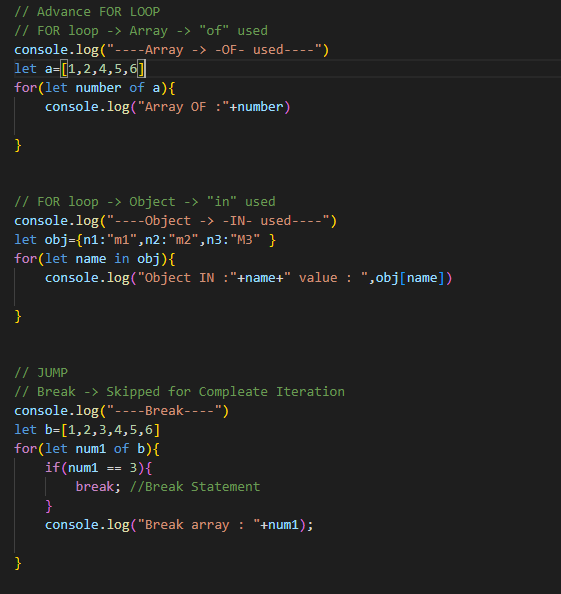 // Advance FOR LOOP
// FOR loop -> Array -> "of" used
console.log("----Array -> -OF- used----")
let a=[1,2,4,5,6]
for(let number of a){
    console.log("Array OF :"+number)
}
// FOR loop -> Object -> "in" used
console.log("----Object -> -IN- used----")
let obj={n1:"m1",n2:"m2",n3:"M3" }
for(let name in obj){
    console.log("Object IN :"+name+" value : ",obj[name])
}
// JUMP
// Break -> Skipped for Compleate Iteration
console.log("----Break----")
let b=[1,2,3,4,5,6]
for(let num1 of b){
    if(num1 == 3){
        break; //Break Statement
    }
    console.log("Break array : "+num1);
}